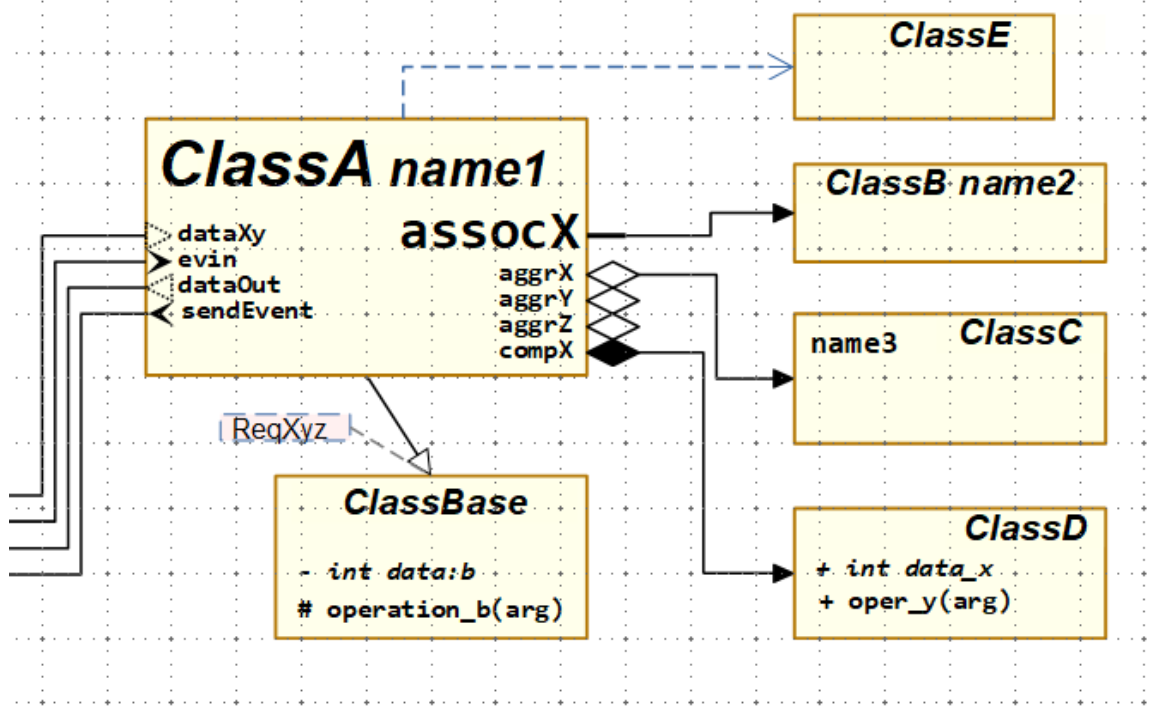 ClassE
ClassA name1
ClassB name2
assocX
dataXy
evin
dataOut
sendEvent
aggrX
aggrY
aggrZ
compX
name3 ClassC
ReqXyz
ClassBase
- int data:b
# operation_b(arg)
ClassD
+ int data_x
+ oper_y(arg)